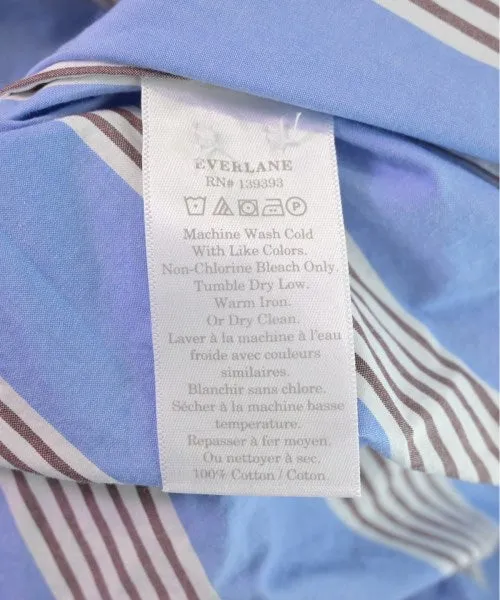 EVERLANE
RN# 139393
P
Machine Wash Cold
With Like Colors.
Non-Chlorine Bleach Only.
Tumble Dry Low.
Warm Iron.
Or Dry Clean.
Laver à la machine à l'eau
froide avec couleurs
similaires.
Blanchir sans chlore.
Sécher à la machine basse
temperature.
Repasser à fer moyen.
Ou nettoyer à sec.
100% Cotton / Coton.